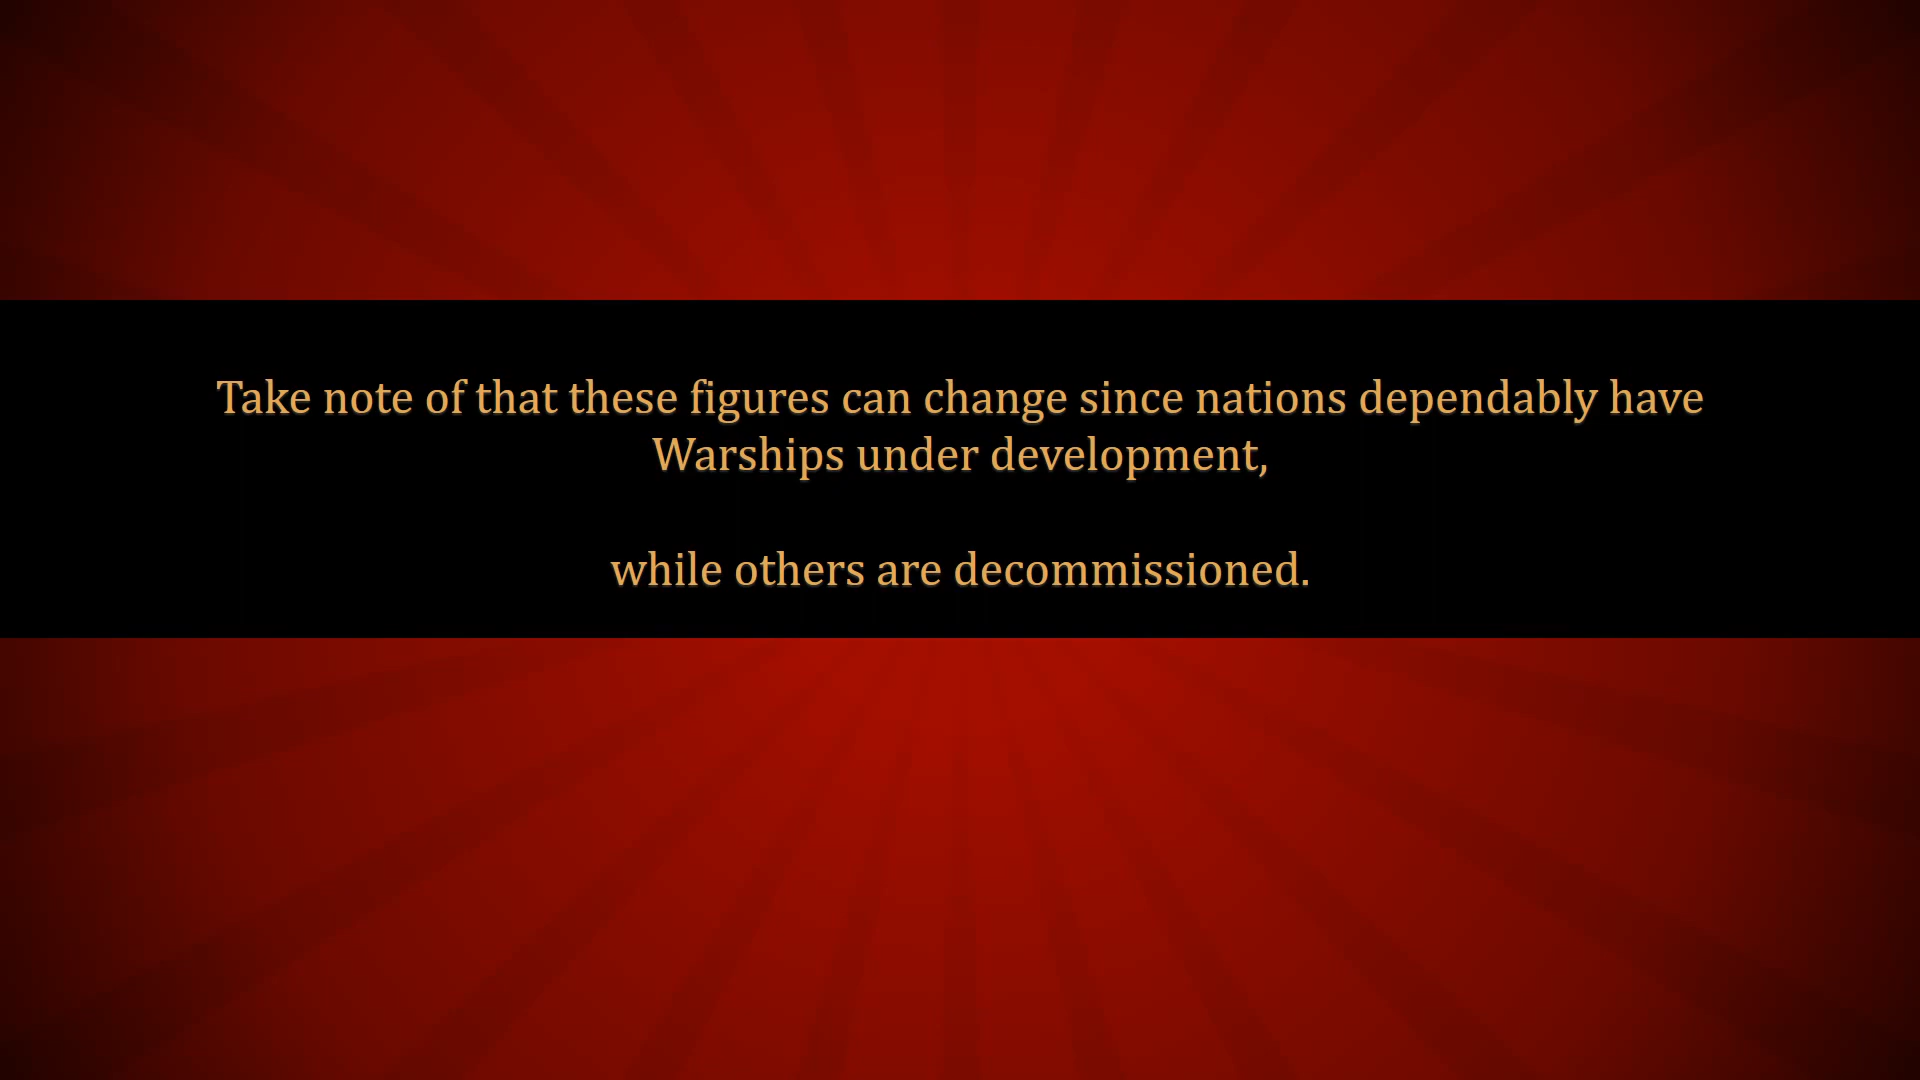 Take note of that these figures can change since nations dependably have
Warships under development,
while others are decommissioned.